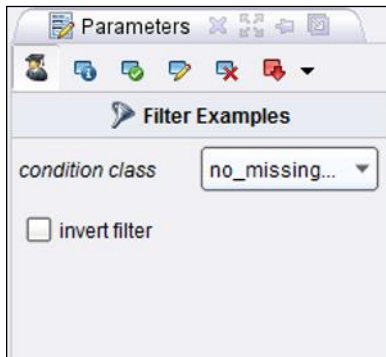 Parameters
Filter Examples
condition class no_missing...
invert filter